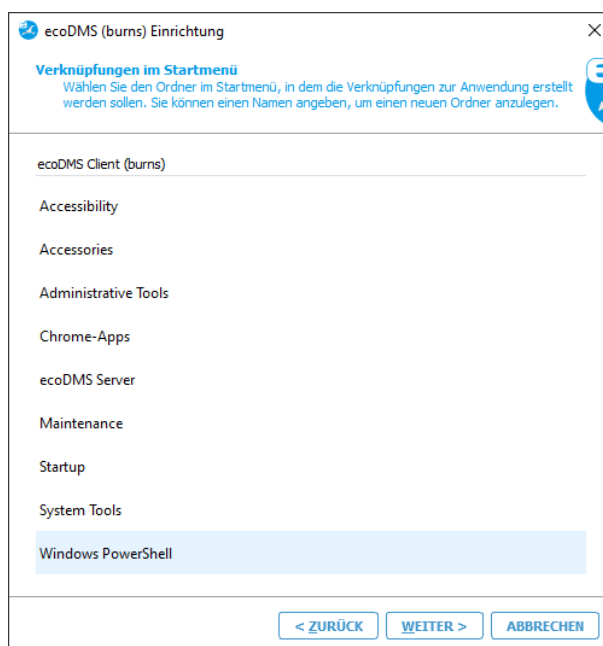 ecoDMS (burns) Einrichtung
Verknüpfungen im Startmenü
Wählen Sie den Ordner im Startmenü, in dem die Verknüpfungen zur Anwendung erstellt
werden sollen. Sie können einen Namen angeben, um einen neuen Ordner anzulegen.
ecoDMS Client (burns)
Accessibility
Accessories
Administrative Tools
Chrome-Apps
ecoDMS Server
Maintenance
Startup
System Tools
Windows PowerShell
< ZURÜCK WEITER > ABBRECHEN